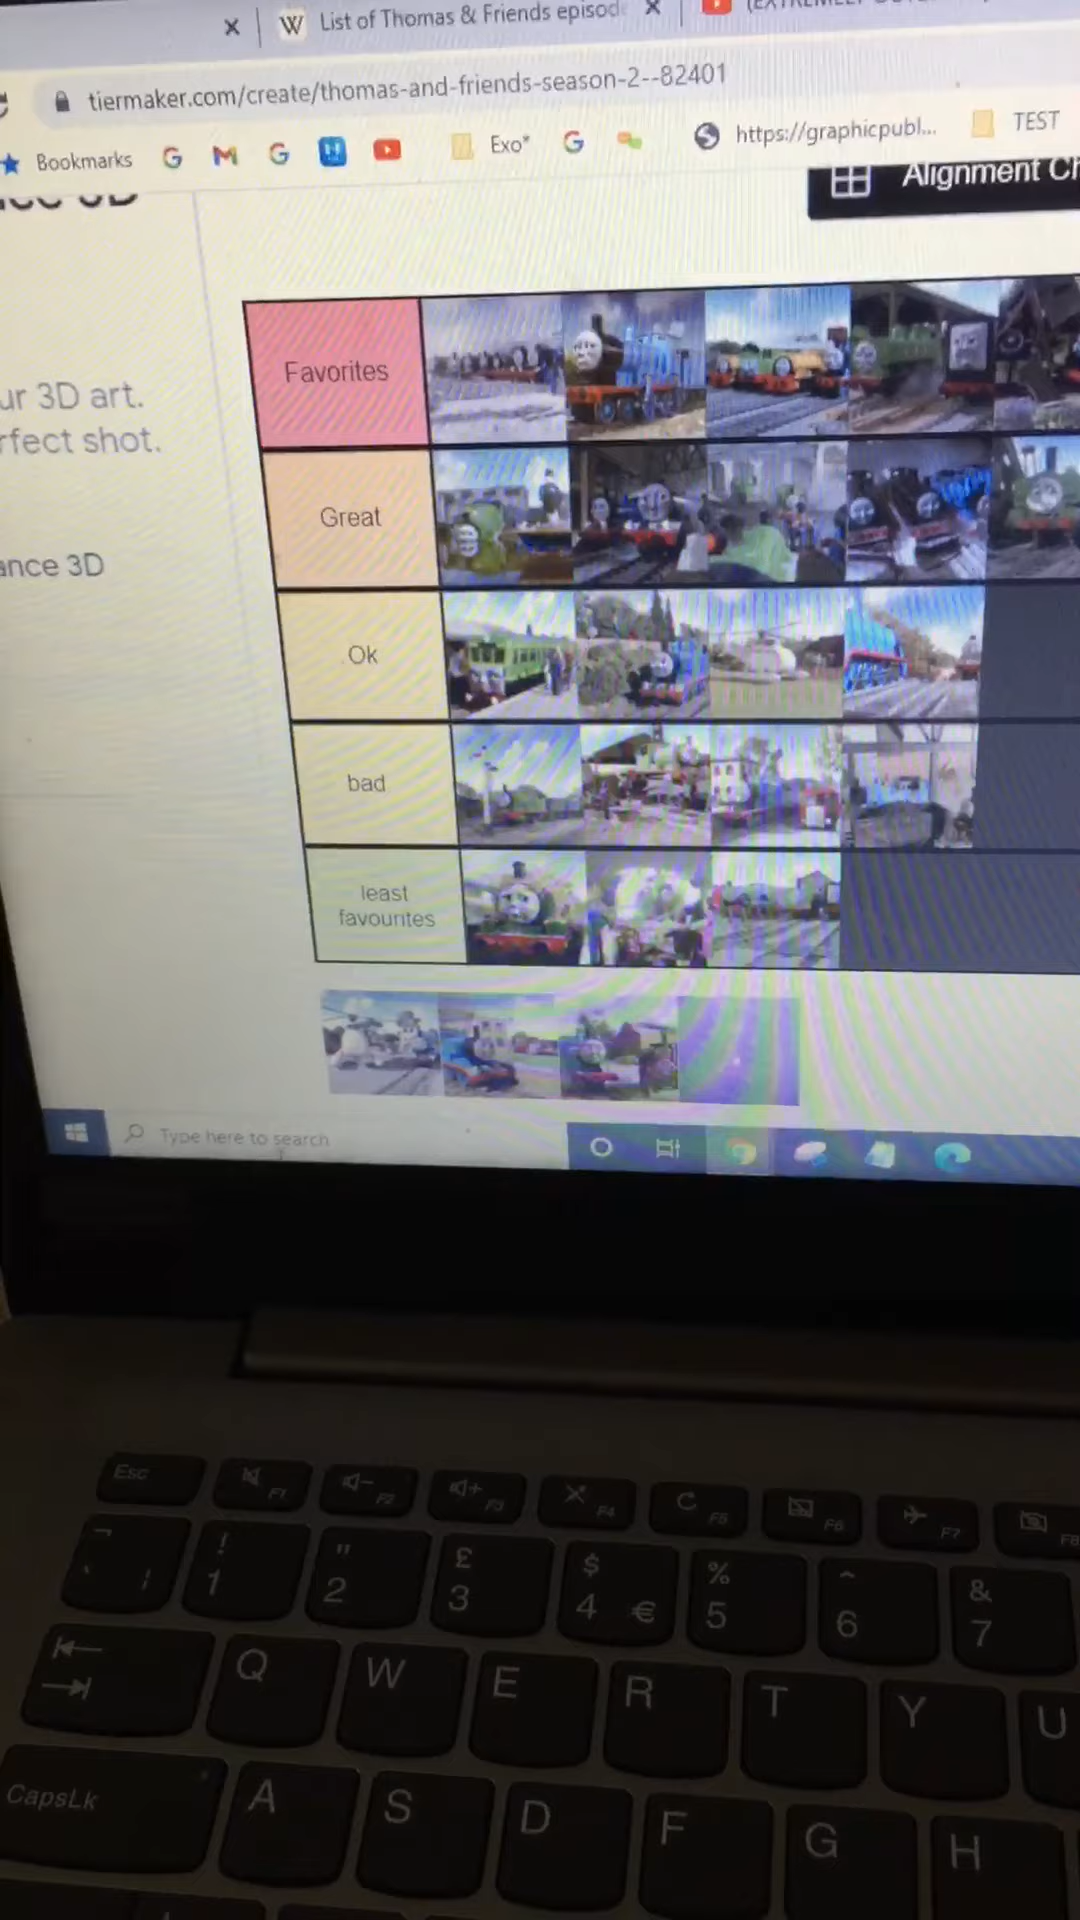 List of Thomas & Friends episod
tiermaker.com/create/thomas-and-friends-season-2--82401
Bookmarks
Exo*
https://graphicpubl...
TEST
Alignment Ch
Favorites
ur 3D art.
rfect shot.
Great
ance 3D
Ok
bad
least
favourites
Type here to search
Esc F1 F2 F3 F4 F5 F6 F7 F8
¬ ` ¦ ! 1 " 2 £ 3 $ 4 € % 5 ^ 6 & 7
Q W E R T Y U
CapsLk A S D F G H